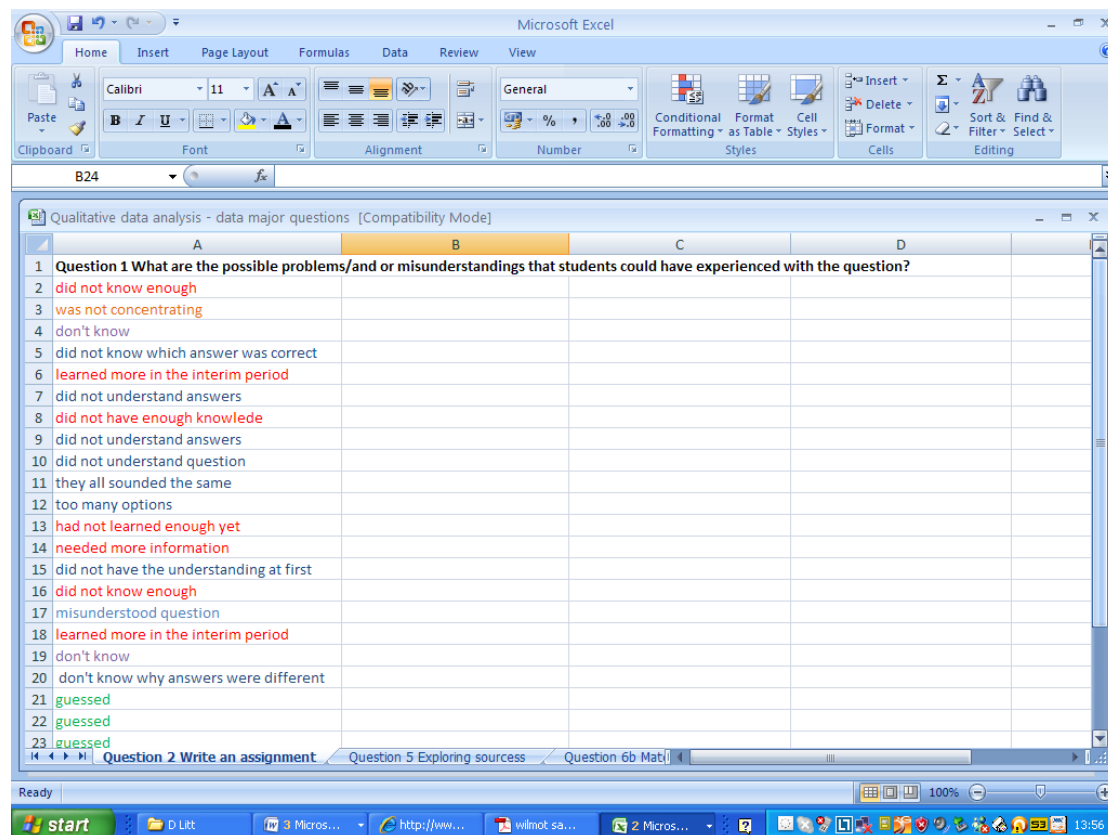 Microsoft Excel
Home Insert Page Layout Formulas Data Review View
Calibri 11 A A General Insert Σ
Paste Delete
B I U A % , .00 Conditional Format Cell Format Sort & Find &
Formatting as Table Styles Filter Select
Clipboard Font Alignment Number Styles Cells Editing
B24 fx
Qualitative data analysis - data major questions [Compatibility Mode]
A B C D
1 Question 1 What are the possible problems/and or misunderstandings that students could have experienced with the question?
2 did not know enough
3 was not concentrating
4 don't know
5 did not know which answer was correct
6 learned more in the interim period
7 did not understand answers
8 did not have enough knowlede
9 did not understand answers
10 did not understand question
11 they all sounded the same
12 too many options
13 had not learned enough yet
14 needed more information
15 did not have the understanding at first
16 did not know enough
17 misunderstood question
18 learned more in the interim period
19 don't know
20 don't know why answers were different
21 guessed
22 guessed
23 guessed
Question 2 Write an assignment Question 5 Exploring sourcess Question 6b Mat
Ready 100%
start D Litt 3 Micros... http://ww... wilmot sa... 2 Micros... 13:56